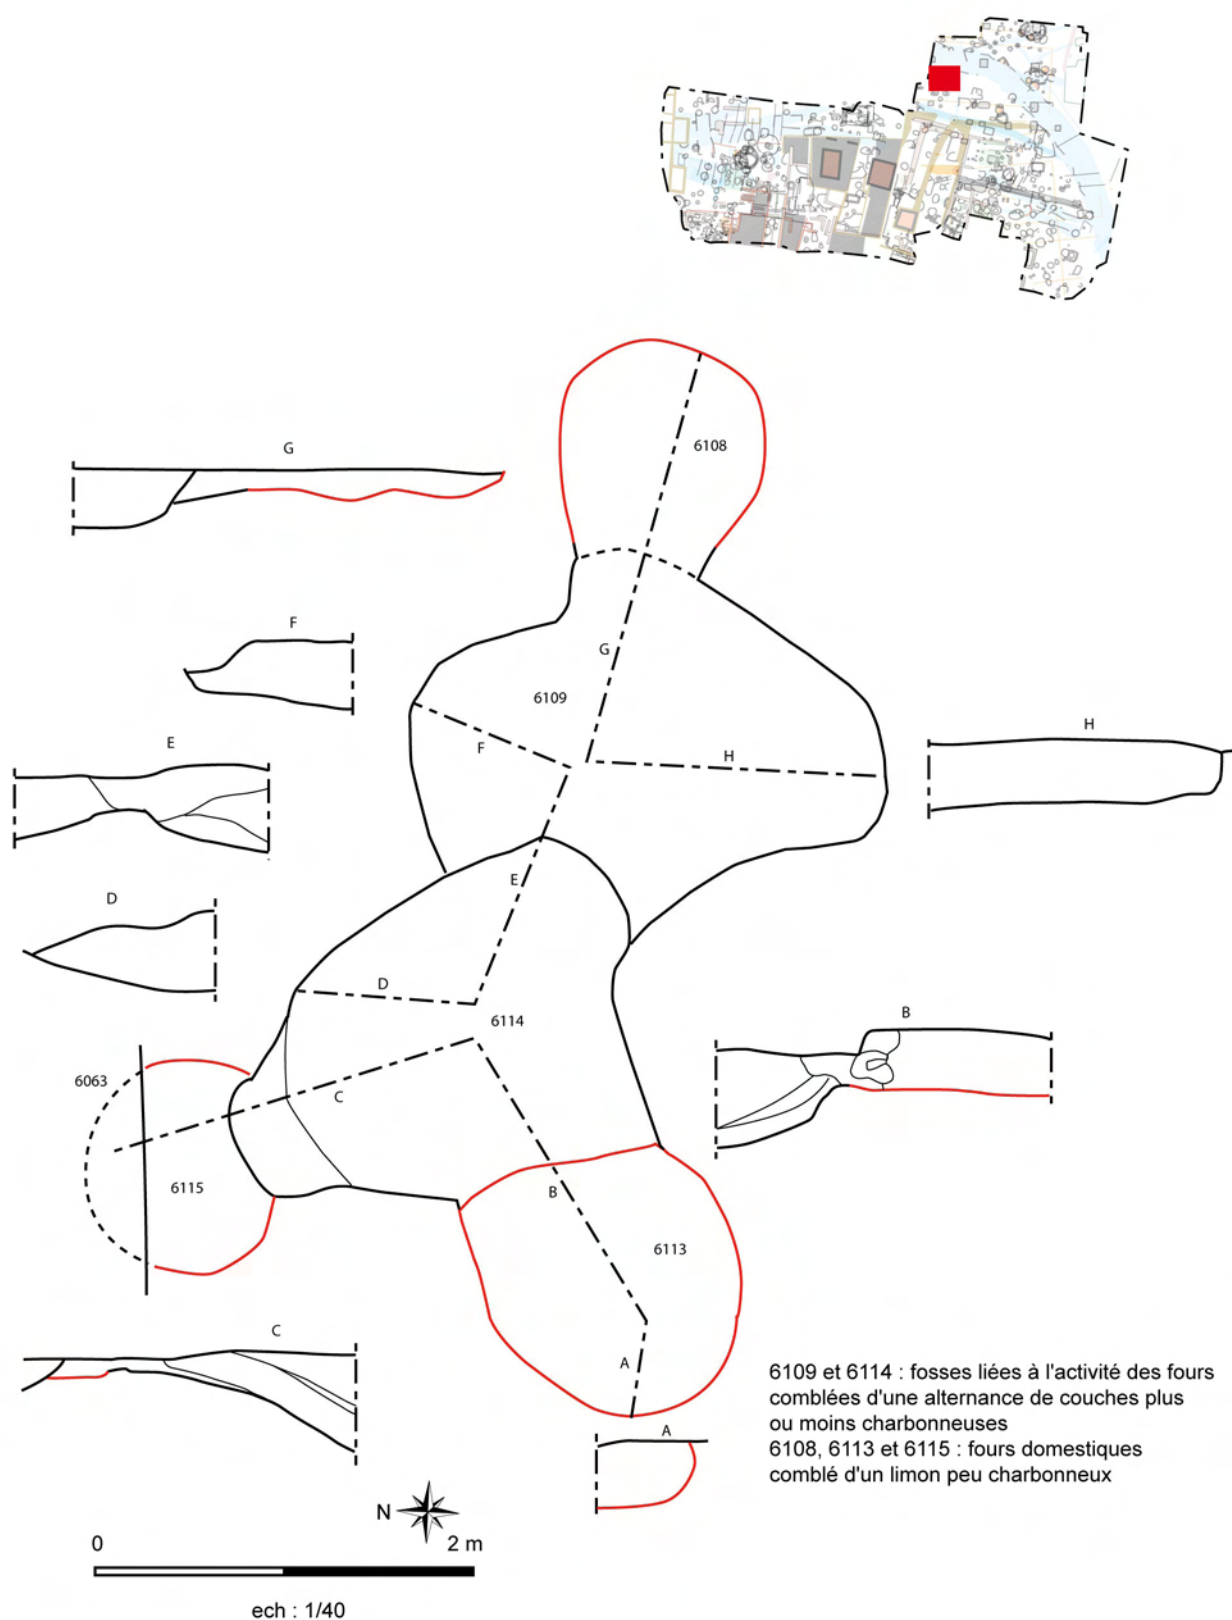 6108
G
G
6109
F
F
H
H
E
E
D
D
6114
B
6063
C
6115
B
6113
C
A
A
6109 et 6114 : fosses liées à l'activité des fours
comblées d'une alternance de couches plus
ou moins charbonneuses
6108, 6113 et 6115 : fours domestiques
comblé d'un limon peu charbonneux
N
0 2 m
ech : 1/40